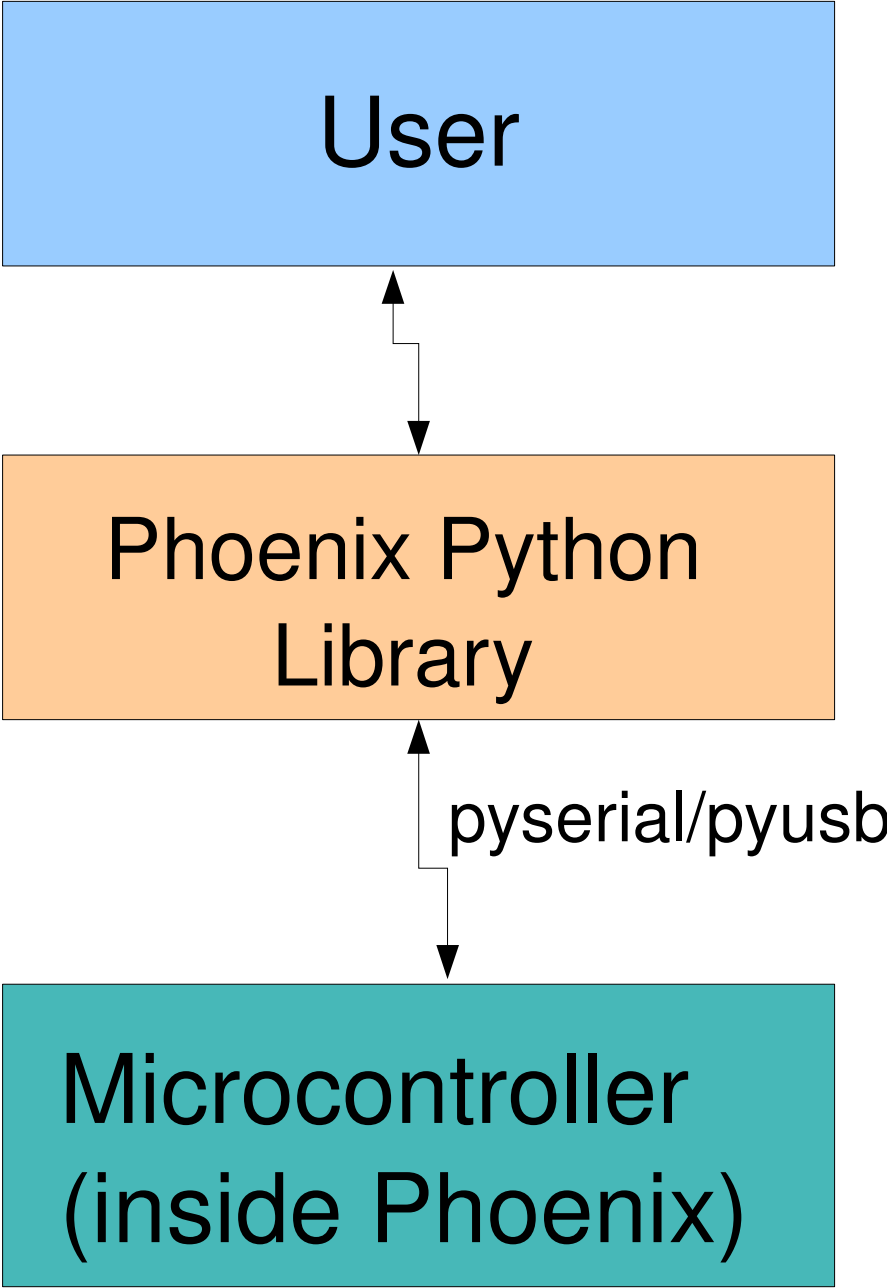 User
Phoenix Python
Library
pyserial/pyusb
Microcontroller
(inside Phoenix)